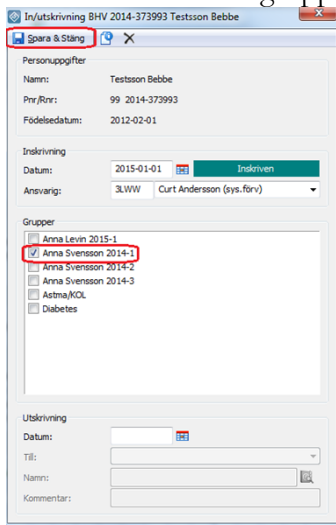 In/utskrivning BHV 2014-373993 Testsson Bebbe
Spara & Stäng
Personuppgifter
Namn: Testsson Bebbe
Pnr/Rnr: 99 2014-373993
Födelsedatum: 2012-02-01
Inskrivning
Datum: 2015-01-01 Inskriven
Ansvarig: 3LWW Curt Andersson (sys.förv)
Grupper
Anna Levin 2015-1
Anna Svensson 2014-1
Anna Svensson 2014-2
Anna Svensson 2014-3
Astma/KOL
Diabetes
Utskrivning
Datum:
Till:
Namn:
Kommentar: